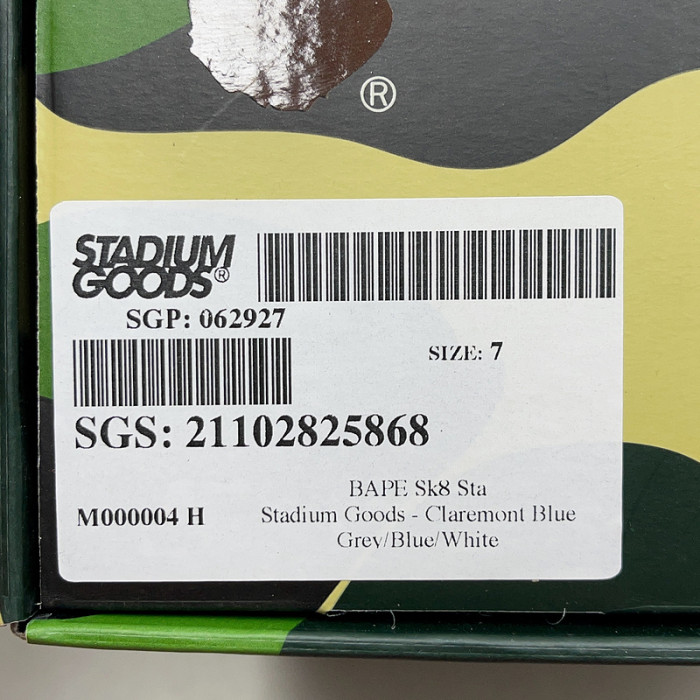 ®
STADIUM
GOODS®
SGP: 062927
SIZE: 7
SGS: 21102825868
BAPE Sk8 Sta
M000004 H
Stadium Goods - Claremont Blue
Grey/Blue/White